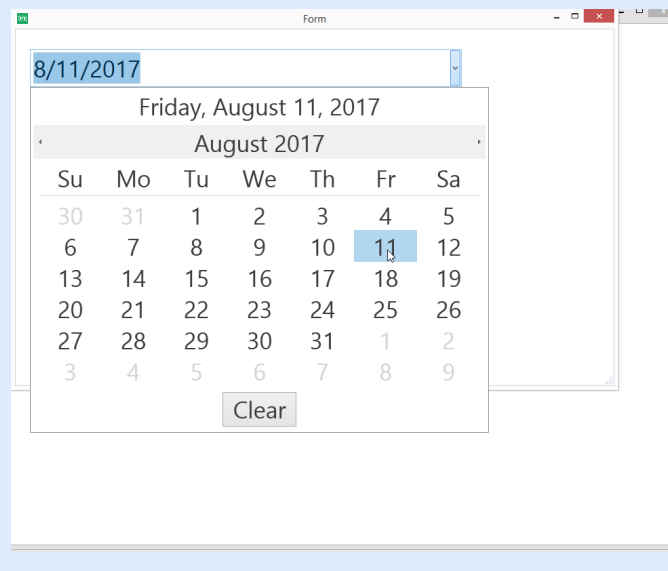 Form
8/11/2017
Friday, August 11, 2017
August 2017
Su Mo Tu We Th Fr Sa
30 31 1 2 3 4 5
6 7 8 9 10 11 12
13 14 15 16 17 18 19
20 21 22 23 24 25 26
27 28 29 30 31 1 2
3 4 5 6 7 8 9
Clear